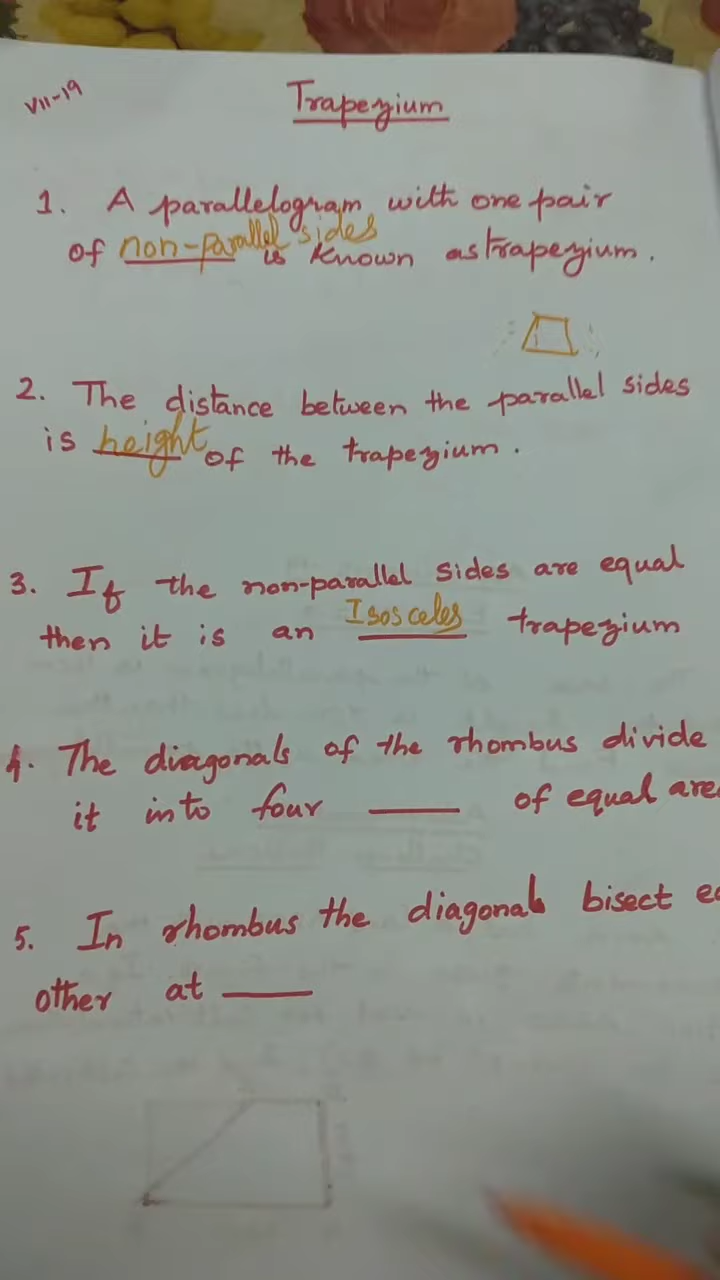 VII-19
Trapezium
1. A parallelogram with one pair
of non-parallel sides is known as trapezium.
2. The distance between the parallel sides
is height of the trapezium.
3. If the non-parallel sides are equal
then it is an Isosceles trapezium
4. The diagonals of the rhombus divide
it into four ____ of equal are
5. In rhombus the diagonals bisect
other at ____